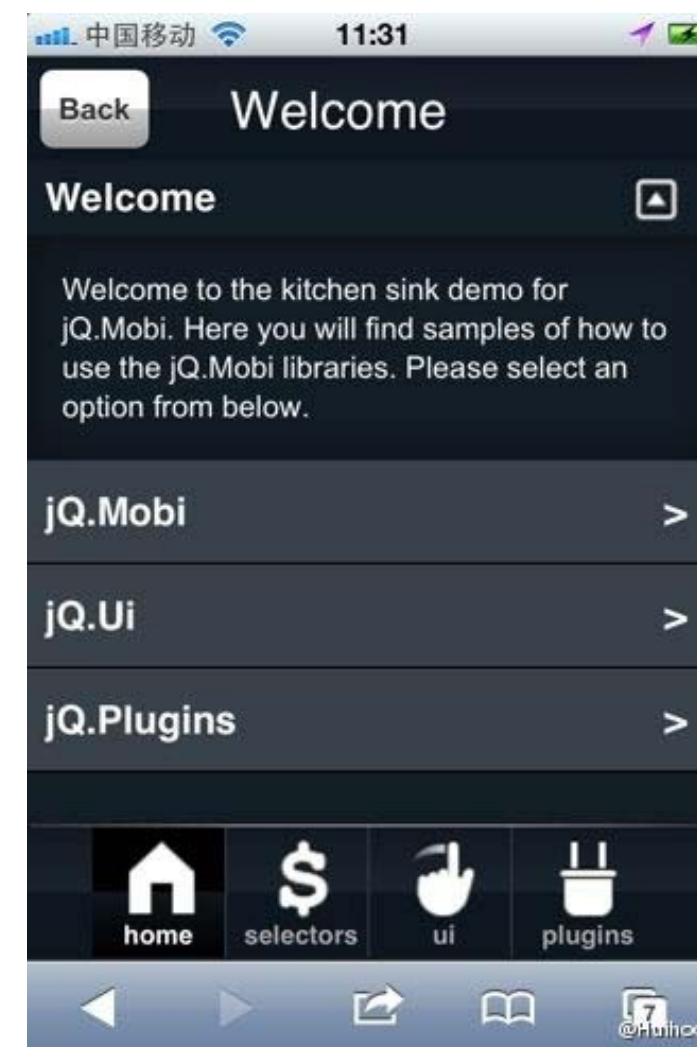 中国移动 11:31
Back Welcome
Welcome
Welcome to the kitchen sink demo for
jQ.Mobi. Here you will find samples of how to
use the jQ.Mobi libraries. Please select an
option from below.
jQ.Mobi >
jQ.Ui >
jQ.Plugins >
home selectors ui plugins
7